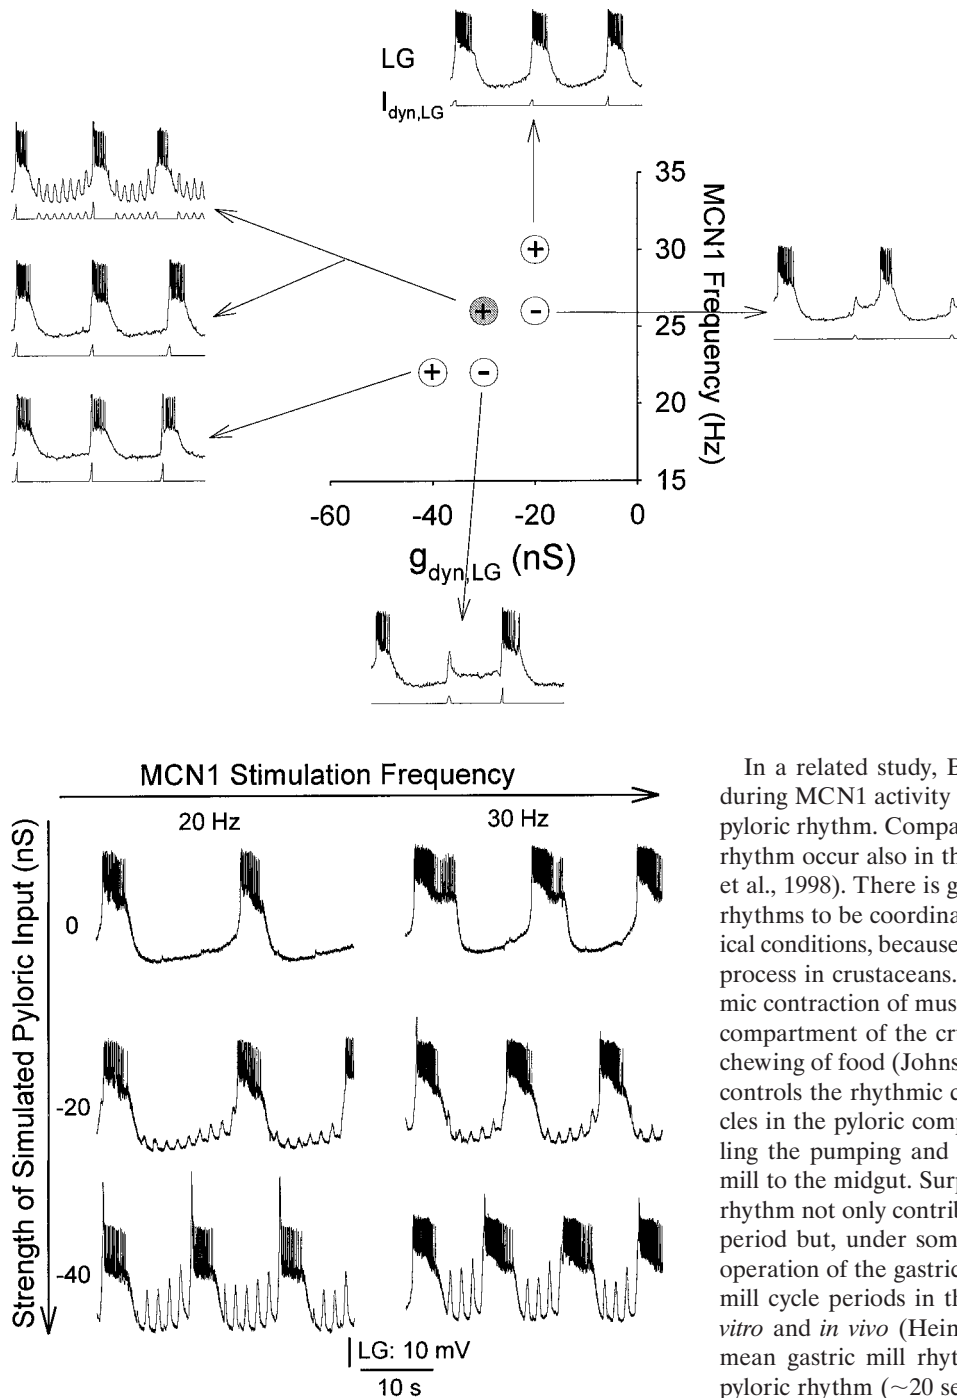 LG
I dyn,LG
35
30
25
20
15
MCN1 Frequency (Hz)
+
+
-
+
-
-60
-40
-20
0
g dyn,LG (nS)
MCN1 Stimulation Frequency
20 Hz
30 Hz
Strength of Simulated Pyloric Input (nS)
0
-20
-40
LG: 10 mV
10 s
In a related study, B
during MCN1 activity
pyloric rhythm. Compa
rhythm occur also in th
et al., 1998). There is g
rhythms to be coordina
ical conditions, because
process in crustaceans.
mic contraction of mus
compartment of the cr
chewing of food (Johns
controls the rhythmic c
cles in the pyloric comp
ling the pumping and
mill to the midgut. Surp
rhythm not only contrib
period but, under som
operation of the gastric
mill cycle periods in th
vitro and in vivo (Hein
mean gastric mill rhyt
pyloric rhythm (~20 se